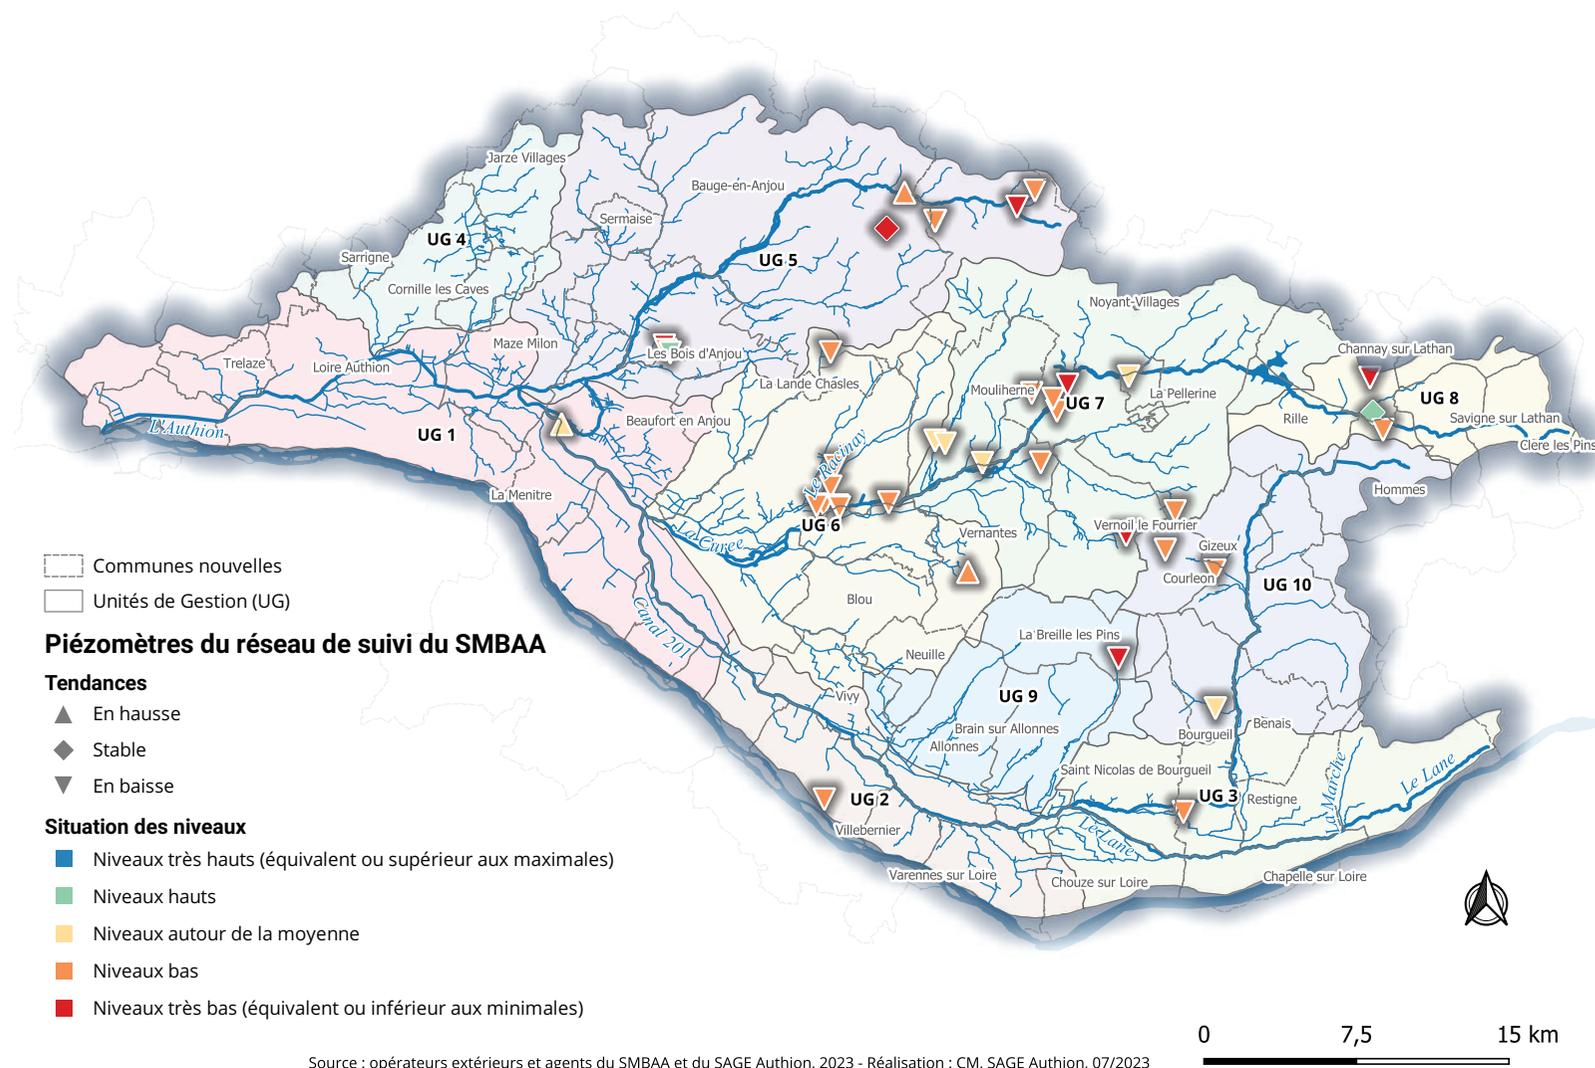 Jarze Villages
Bauge-en-Anjou
Sermaise
UG 4
Sarrigne
UG 5
Cornille les Caves
Noyant-Villages
Maze Milon
Les Bois d'Anjou
Channay sur Lathan
Trelaze
Loire Authion
La Lande Chasles
Mouliherne
La Pellerine
UG 7
UG 8
L'Authion
UG 1
Beaufort en Anjou
Rille
Savigne sur Lathan
Clere les Pins
Le Racinay
La Menitre
Hommes
UG 6
Vernoil le Fourrier
La Curee
Vernantes
Gizeux
Courleon
UG 10
Communes nouvelles
Unités de Gestion (UG)
Blou
Canal 201
La Breille les Pins
Piézomètres du réseau de suivi du SMBAA
Neuille
Tendances
UG 9
Vivy
En hausse
Brain sur Allonnes
Benais
Bourgueil
Allonnes
Stable
Saint Nicolas de Bourgueil
Le Lane
En baisse
UG 2
UG 3
Restigne
La Marche
Situation des niveaux
Villebernier
Le Lane
Niveaux très hauts (équivalent ou supérieur aux maximales)
Varennes sur Loire
Chouze sur Loire
Chapelle sur Loire
Niveaux hauts
Niveaux autour de la moyenne
Niveaux bas
Niveaux très bas (équivalent ou inférieur aux minimales)
0 7,5 15 km
Source : opérateurs extérieurs et agents du SMBAA et du SAGE Authion, 2023 - Réalisation : CM, SAGE Authion, 07/2023